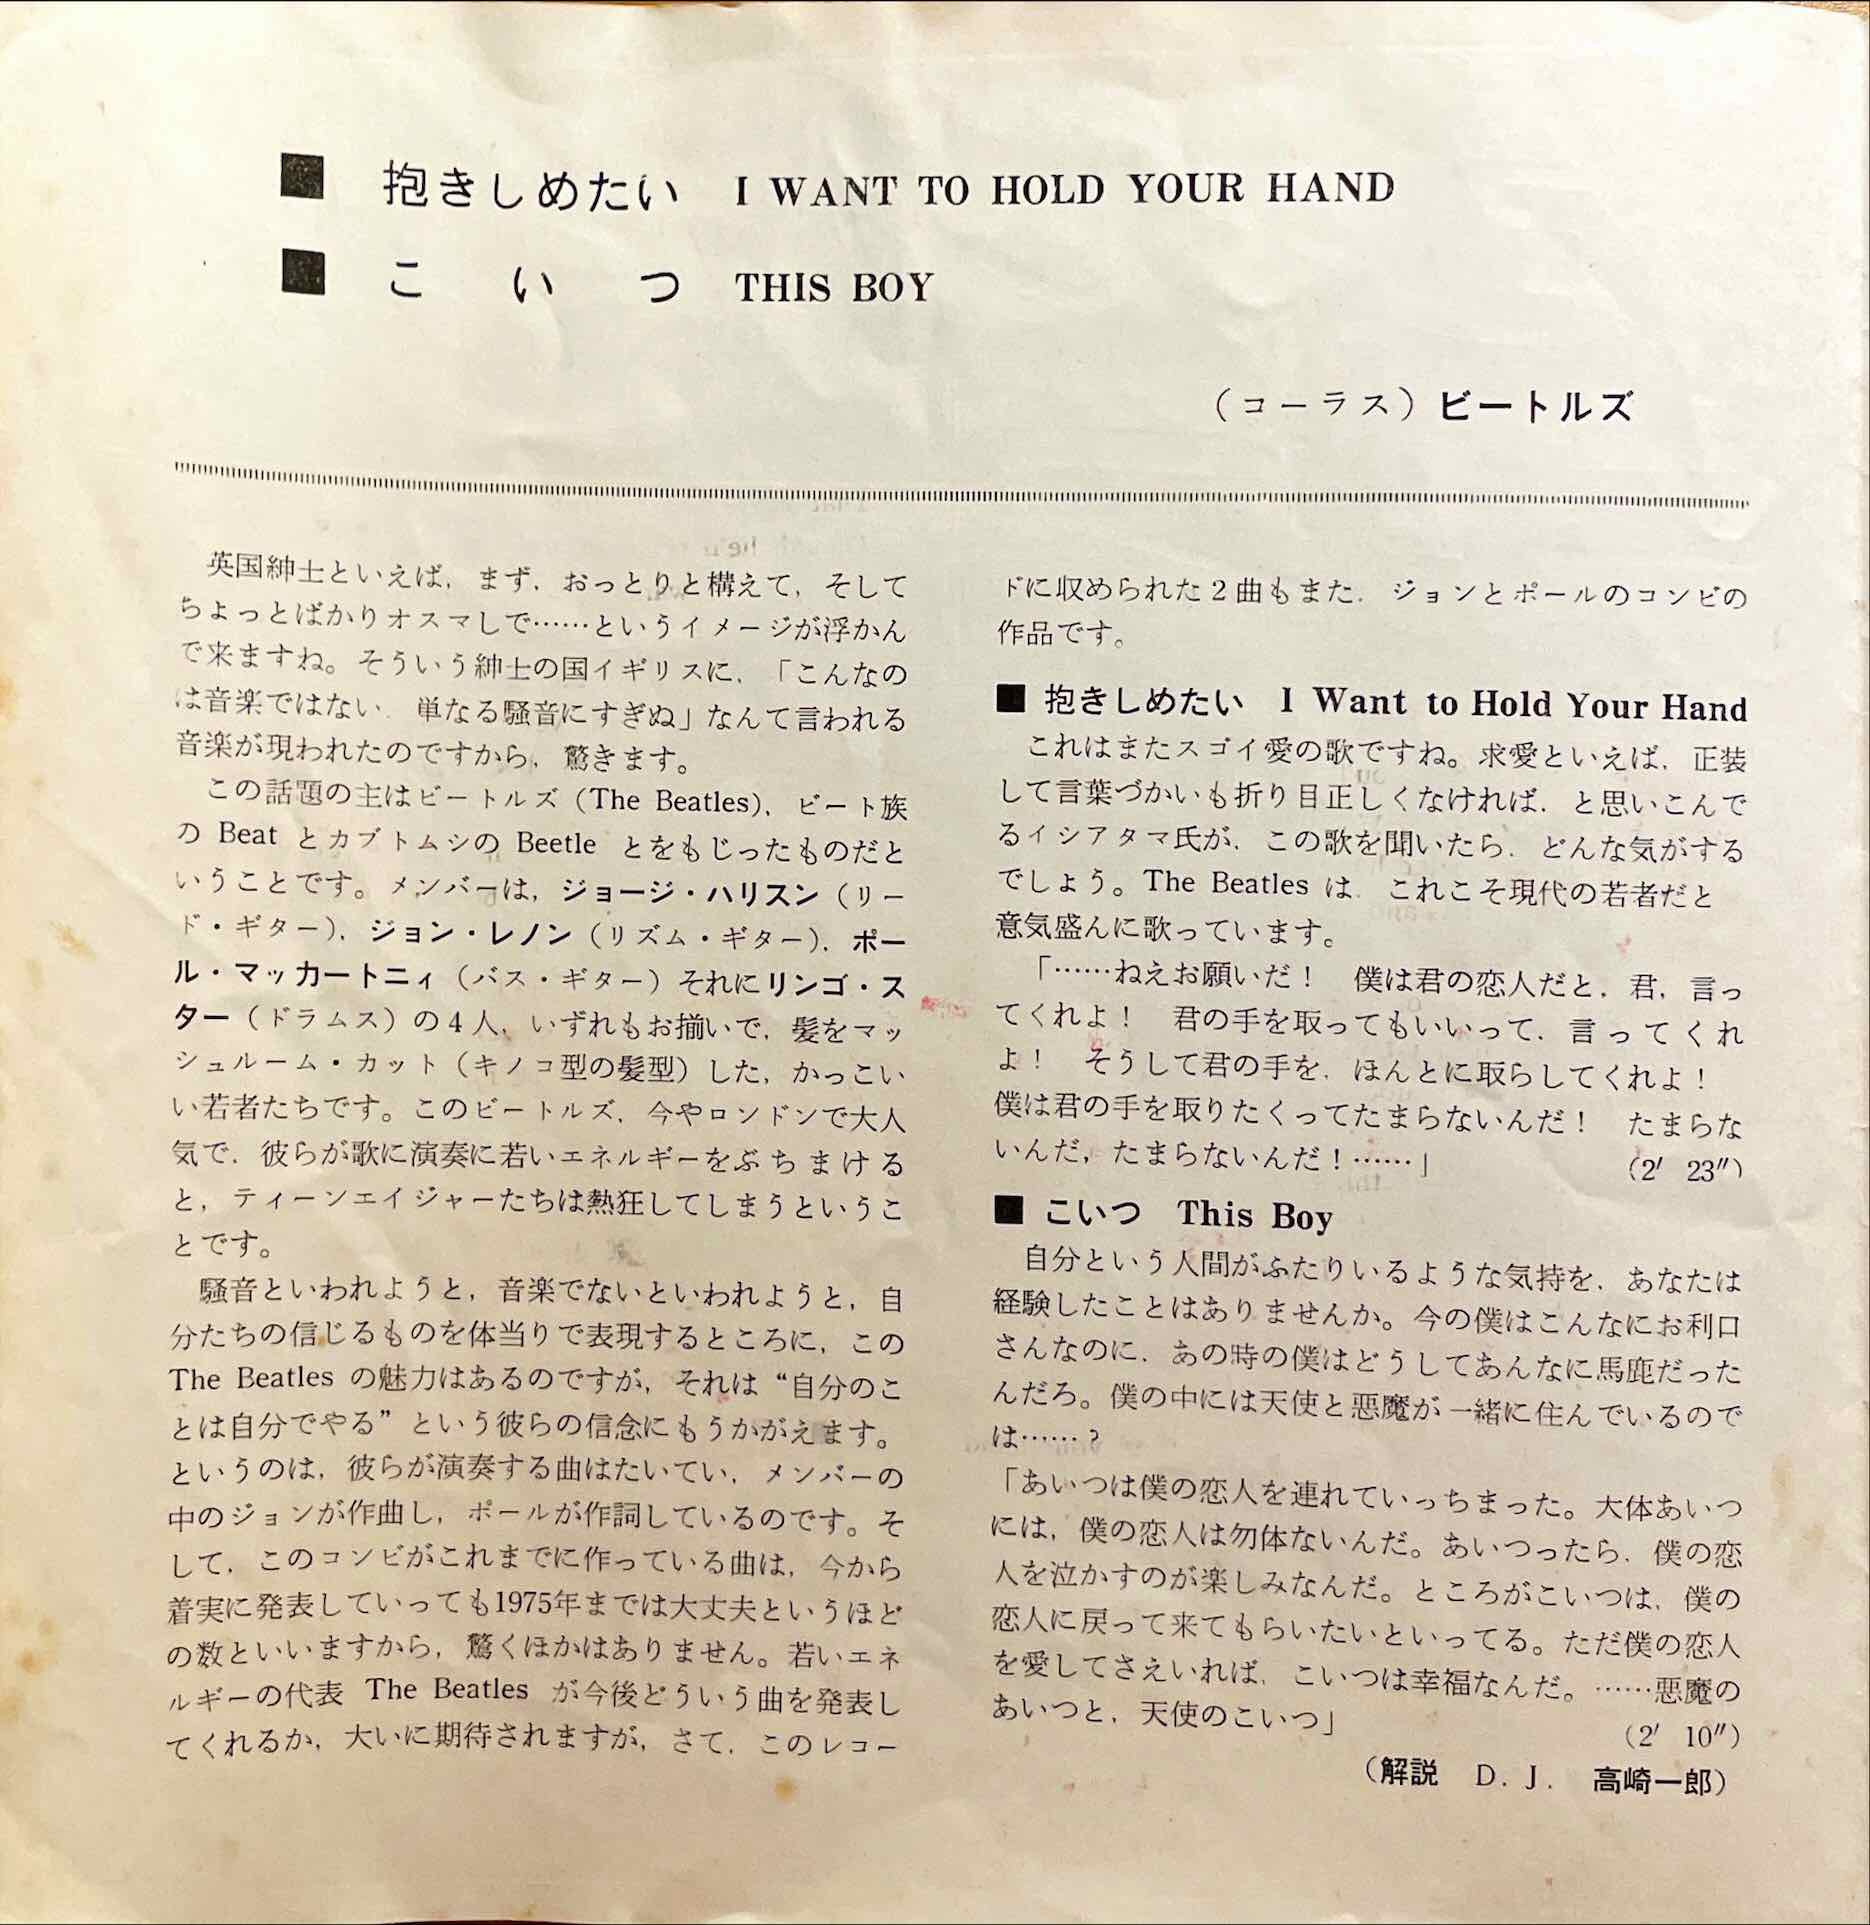 ■ 抱きしめたい I WANT TO HOLD YOUR HAND
■ こいつ THIS BOY
（コーラス）ビートルズ
英国紳士といえば，まず，おっとりと構えて，そして
ちょっとばかりオスマしで……というイメージが浮かん
で来ますね。そういう紳士の国イギリスに，「こんなの
は音楽ではない，単なる騒音にすぎぬ」なんて言われる
音楽が現われたのですから，驚きます。
この話題の主はビートルズ（The Beatles），ビート族
の Beat とカブトムシの Beetle とをもじったものだと
いうことです。メンバーは，ジョージ・ハリスン（リー
ド・ギター），ジョン・レノン（リズム・ギター），ポー
ル・マッカートニィ（バス・ギター）それにリンゴ・ス
ター（ドラムス）の４人，いずれもお揃いで，髪をマッ
シュルーム・カット（キノコ型の髪型）した，かっこい
い若者たちです。このビートルズ，今やロンドンで大人
気で，彼らが歌に演奏に若いエネルギーをぶちまける
と，ティーンエイジャーたちは熱狂してしまうというこ
とです。
騒音といわれようと，音楽でないといわれようと，自
分たちの信じるものを体当りで表現するところに，この
The Beatles の魅力はあるのですが，それは“自分のこ
とは自分でやる”という彼らの信念にもうかがえます。
というのは，彼らが演奏する曲はたいてい，メンバーの
中のジョンが作曲し，ポールが作詞しているのです。そ
して，このコンビがこれまでに作っている曲は，今から
着実に発表していっても1975年までは大丈夫というほど
の数といいますから，驚くほかはありません。若いエネ
ルギーの代表 The Beatles が今後どういう曲を発表し
てくれるか，大いに期待されますが，さて，このレコー
ドに収められた２曲もまた，ジョンとポールのコンビの
作品です。
■ 抱きしめたい I Want to Hold Your Hand
これはまたスゴイ愛の歌ですね。求愛といえば，正装
して言葉づかいも折り目正しくなければ，と思いこんで
るイシアタマ氏が，この歌を聞いたら，どんな気がする
でしょう。The Beatles は，これこそ現代の若者だと
意気盛んに歌っています。
「……ねえお願いだ！　僕は君の恋人だと，君，言っ
てくれよ！　君の手を取ってもいいって，言ってくれ
よ！　そうして君の手を，ほんとに取らしてくれよ！
僕は君の手を取りたくってたまらないんだ！　たまらな
いんだ，たまらないんだ！……」　（2′ 23″）
■ こいつ This Boy
自分という人間がふたりいるような気持を，あなたは
経験したことはありませんか。今の僕はこんなにお利口
さんなのに，あの時の僕はどうしてあんなに馬鹿だった
んだろ。僕の中には天使と悪魔が一緒に住んでいるので
は……？
「あいつは僕の恋人を連れていっちまった。大体あいつ
には，僕の恋人は勿体ないんだ。あいつったら，僕の恋
人を泣かすのが楽しみなんだ。ところがこいつは，僕の
恋人に戻って来てもらいたいといってる。ただ僕の恋人
を愛してさえいれば，こいつは幸福なんだ。……悪魔の
あいつと，天使のこいつ」　（2′ 10″）
（解説　D.J.　高崎一郎）